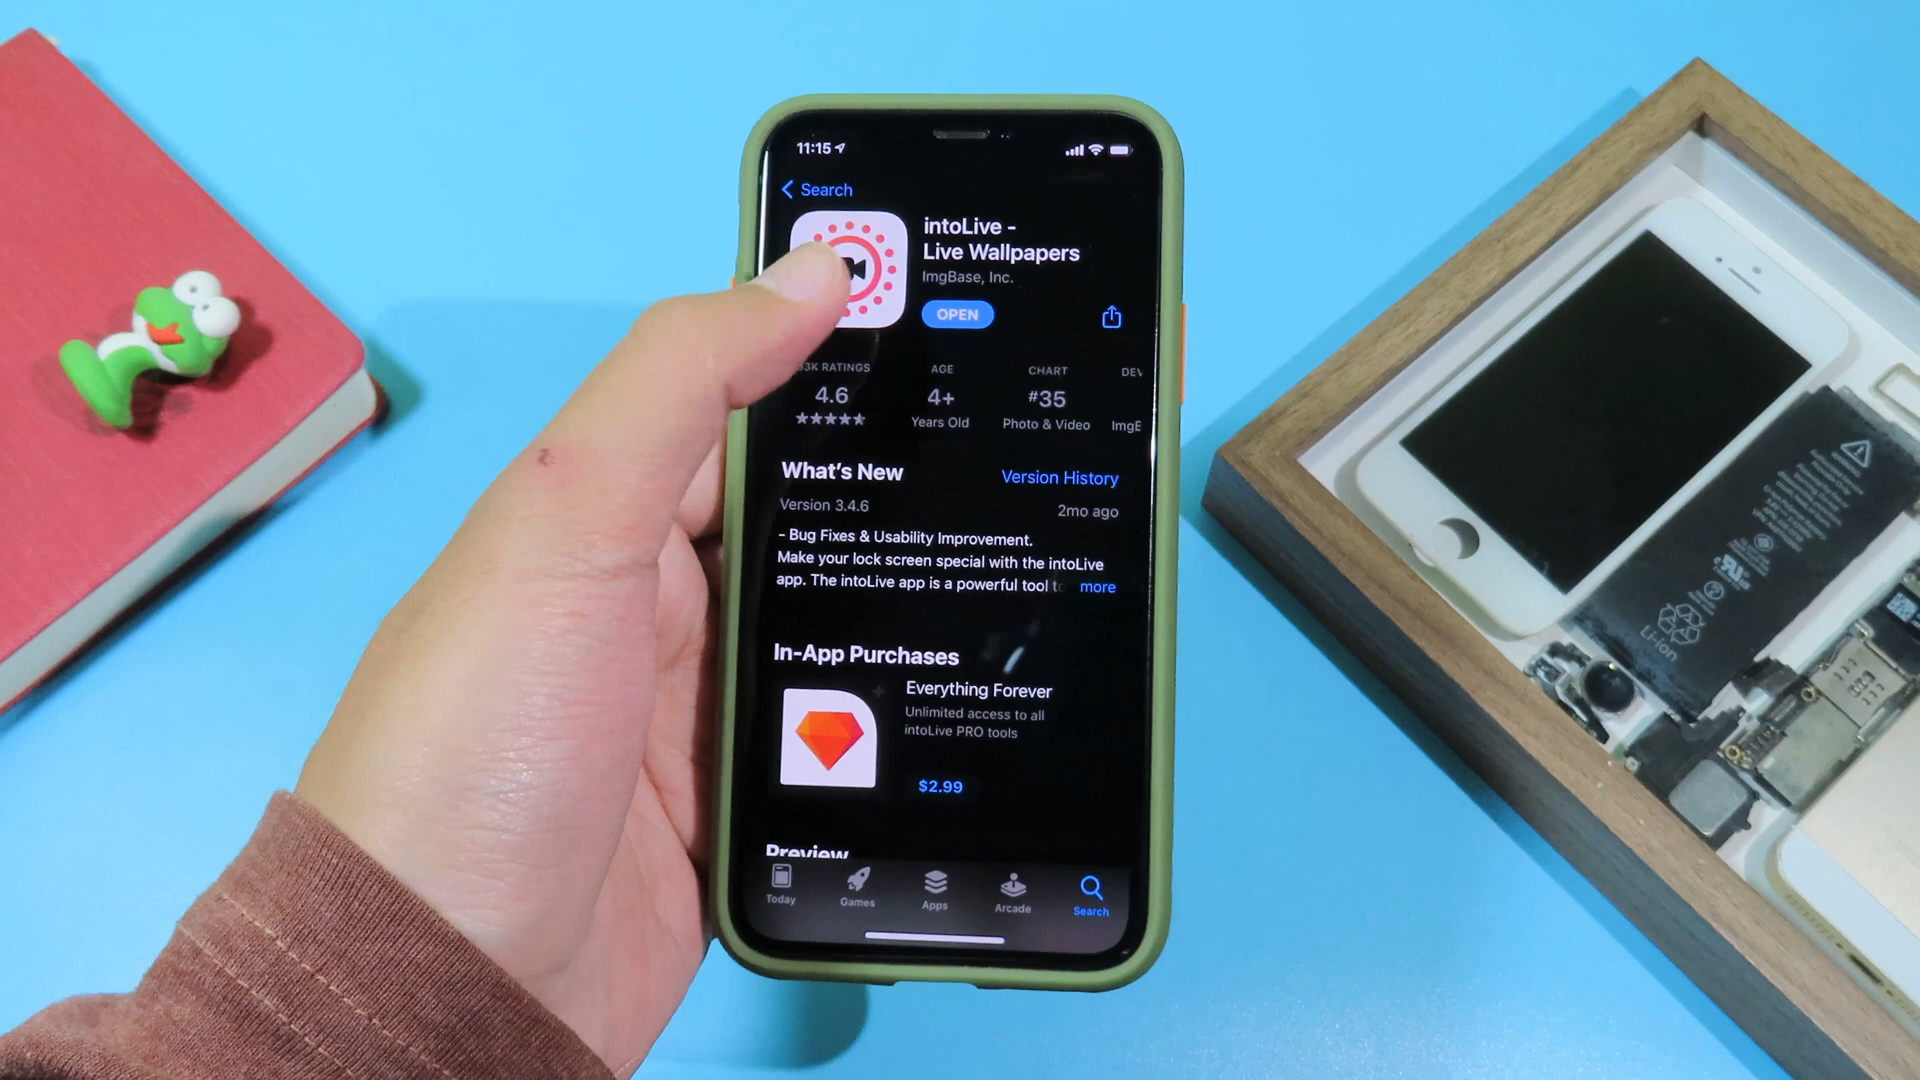 11:15
Search
intoLive -
Live Wallpapers
ImgBase, Inc.
OPEN
RATINGS
AGE
CHART
4.6
4+
#35
Years Old
Photo & Video
What's New
Version History
Version 3.4.6
2mo ago
- Bug Fixes & Usability Improvement.
Make your lock screen special with the intoLive
app. The intoLive app is a powerful tool
more
In-App Purchases
Everything Forever
Unlimited access to all
intoLive PRO tools
$2.99
Preview
Today
Games
Apps
Arcade
Search
WARNING
Li-ion